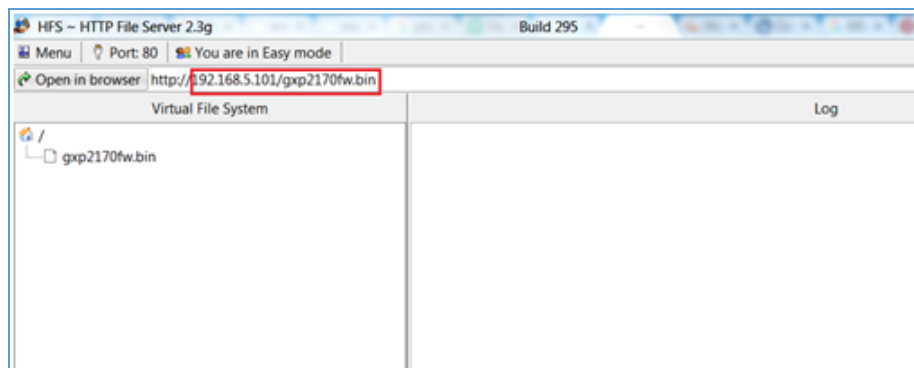 HFS ~ HTTP File Server 2.3g Build 295
Menu Port: 80 You are in Easy mode
Open in browser http://192.168.5.101/gxp2170fw.bin
Virtual File System Log
/
gxp2170fw.bin